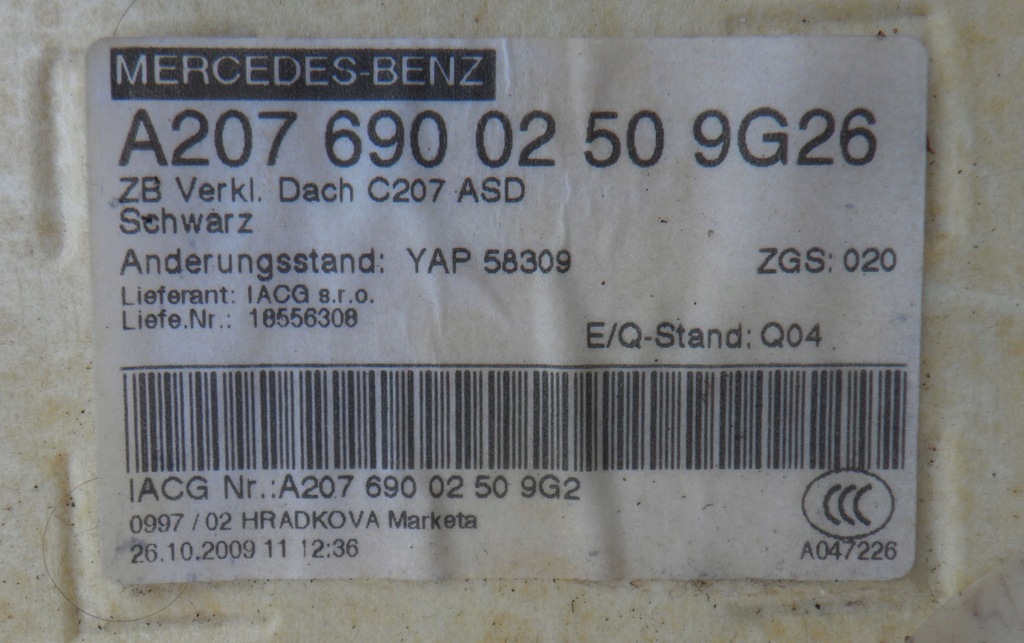 MERCEDES-BENZ
A207 690 02 50 9G26
ZB Verkl. Dach C207 ASD
Schwarz
Anderungsstand: YAP 58309 ZGS: 020
Lieferant: IACG s.r.o.
Liefe.Nr.: 18556308
E/Q-Stand: Q04
IACG Nr.:A207 690 02 50 9G2
0997 / 02 HRADKOVA Marketa
26.10.2009 11 12:36
CCC
A047226